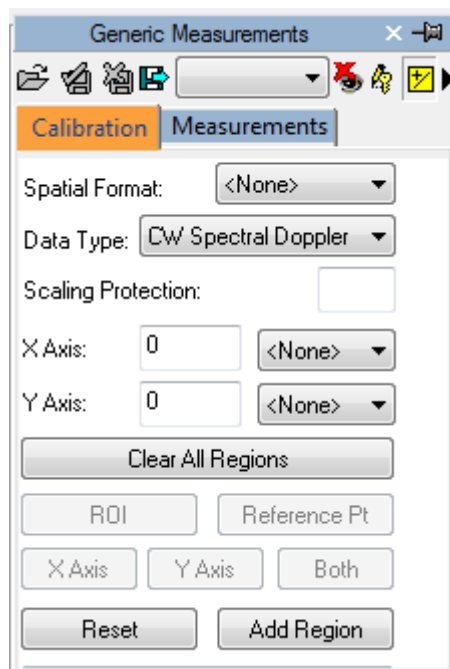 Generic Measurements
Calibration Measurements
Spatial Format: <None>
Data Type: CW Spectral Doppler
Scaling Protection:
X Axis: 0 <None>
Y Axis: 0 <None>
Clear All Regions
ROI Reference Pt
X Axis Y Axis Both
Reset Add Region